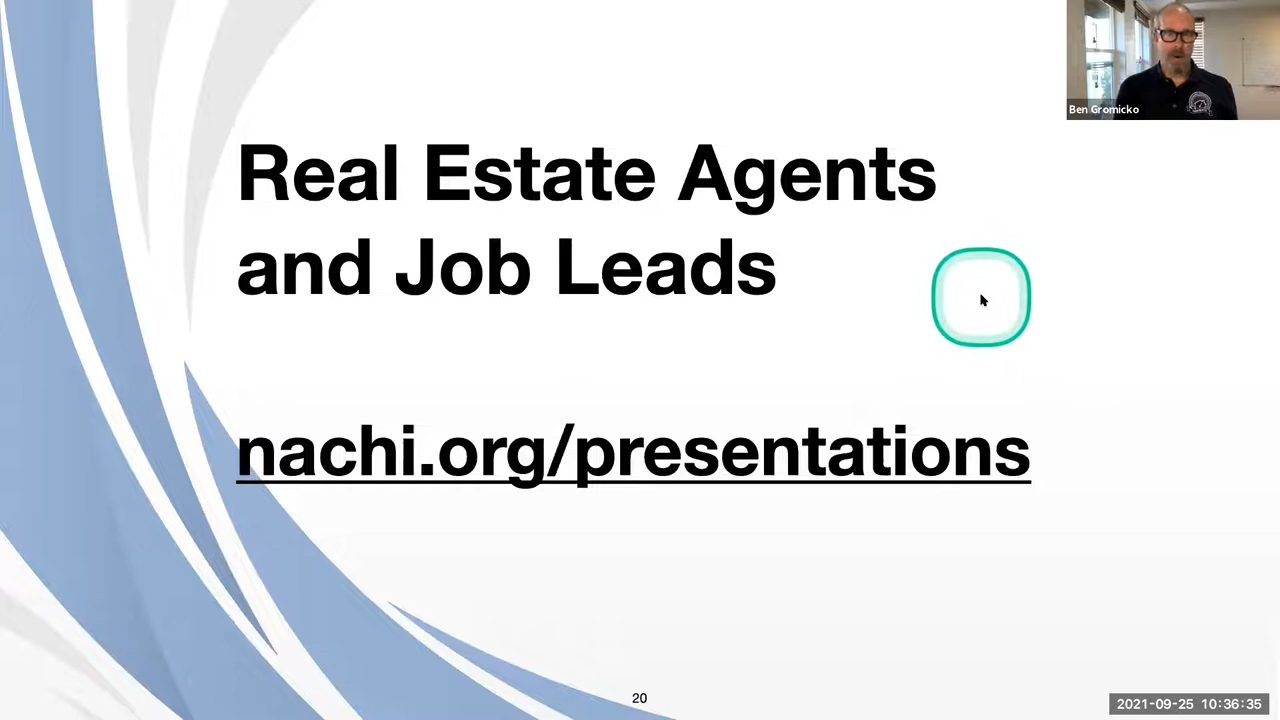 Ben Gromicko
Real Estate Agents
and Job Leads
nachi.org/presentations
20
2021-09-25 10:36:35